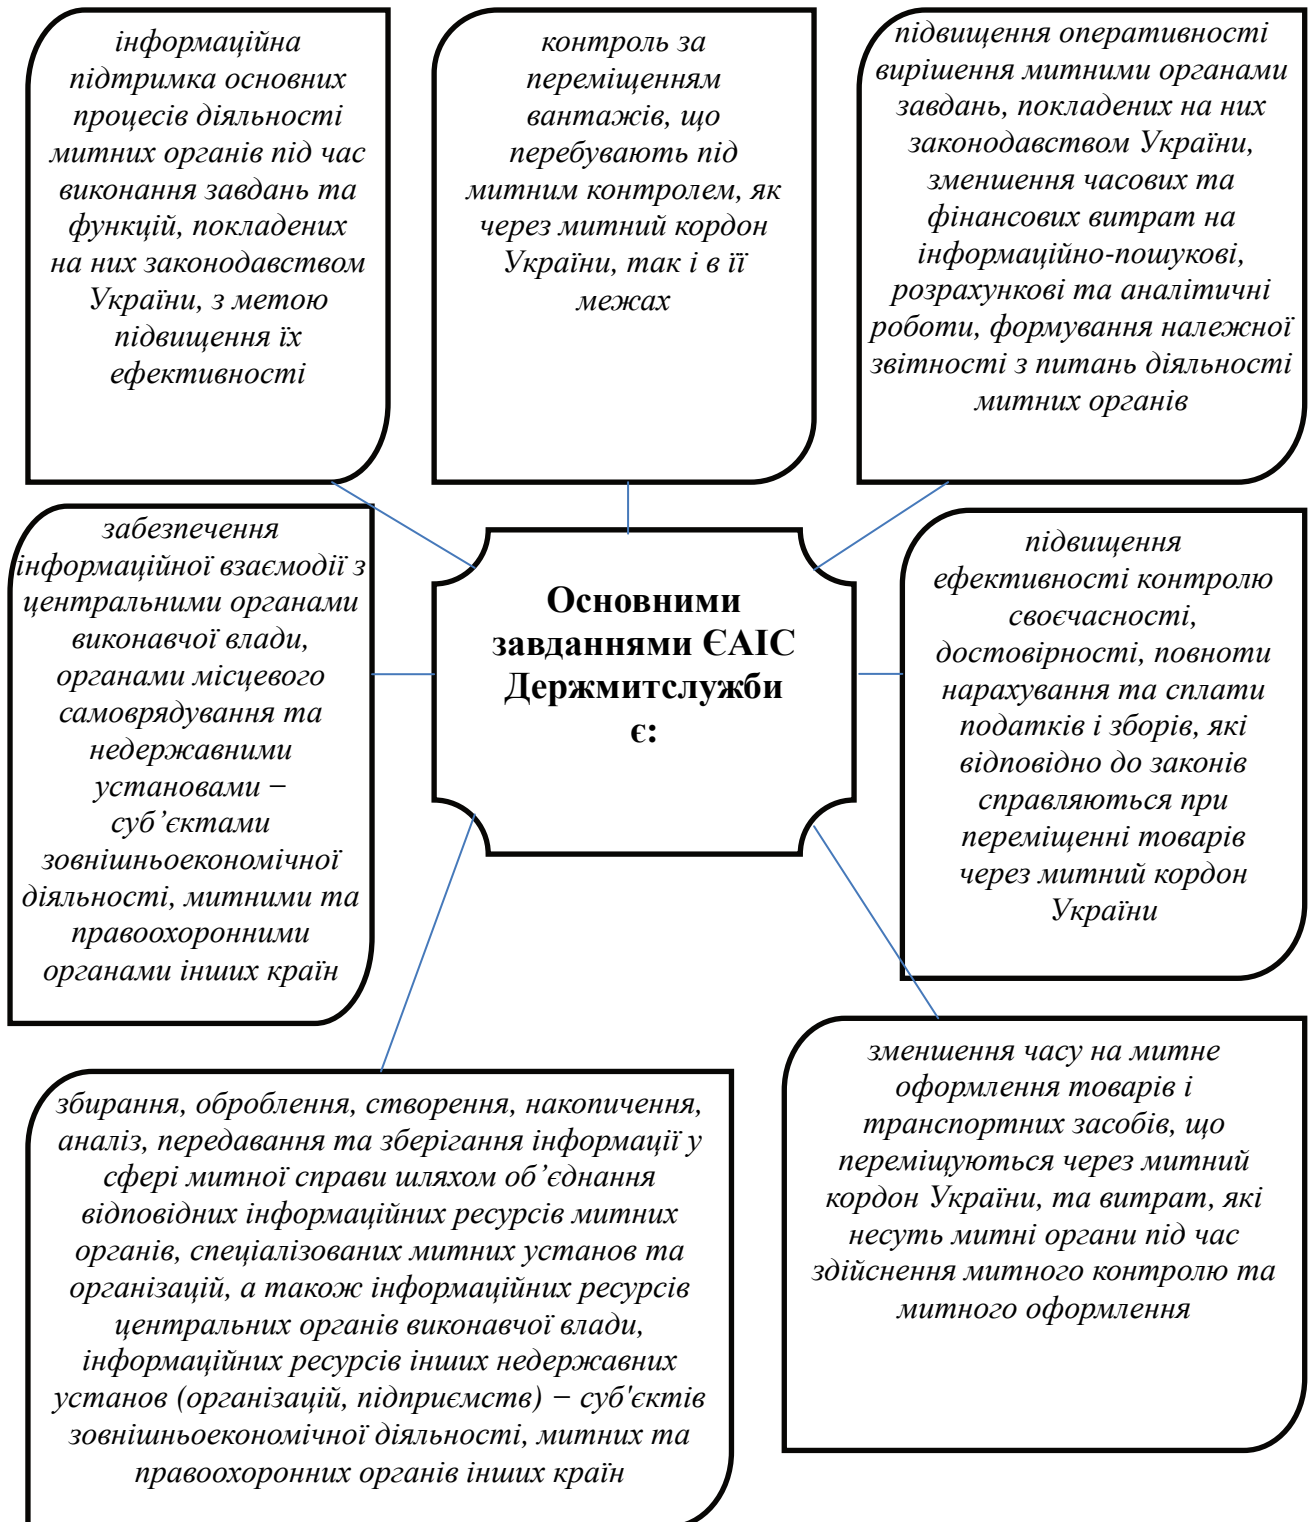 інформаційна
підтримка основних
процесів діяльності
митних органів під час
виконання завдань та
функцій, покладених
на них законодавством
України, з метою
підвищення їх
ефективності
контроль за
переміщенням
вантажів, що
перебувають під
митним контролем, як
через митний кордон
України, так і в її
межах
підвищення оперативності
вирішення митними органами
завдань, покладених на них
законодавством України,
зменшення часових та
фінансових витрат на
інформаційно-пошукові,
розрахункові та аналітичні
роботи, формування належної
звітності з питань діяльності
митних органів
забезпечення
інформаційної взаємодії з
центральними органами
виконавчої влади,
органами місцевого
самоврядування та
недержавними
установами −
суб’єктами
зовнішньоекономічної
діяльності, митними та
правоохоронними
органами інших країн
Основними
завданнями ЄАІС
Держмитслужби
є:
підвищення
ефективності контролю
своєчасності,
достовірності, повноти
нарахування та сплати
податків і зборів, які
відповідно до законів
справляються при
переміщенні товарів
через митний кордон
України
збирання, оброблення, створення, накопичення,
аналіз, передавання та зберігання інформації у
сфері митної справи шляхом об’єднання
відповідних інформаційних ресурсів митних
органів, спеціалізованих митних установ та
організацій, а також інформаційних ресурсів
центральних органів виконавчої влади,
інформаційних ресурсів інших недержавних
установ (організацій, підприємств) − суб'єктів
зовнішньоекономічної діяльності, митних та
правоохоронних органів інших країн
зменшення часу на митне
оформлення товарів і
транспортних засобів, що
переміщуються через митний
кордон України, та витрат, які
несуть митні органи під час
здійснення митного контролю та
митного оформлення